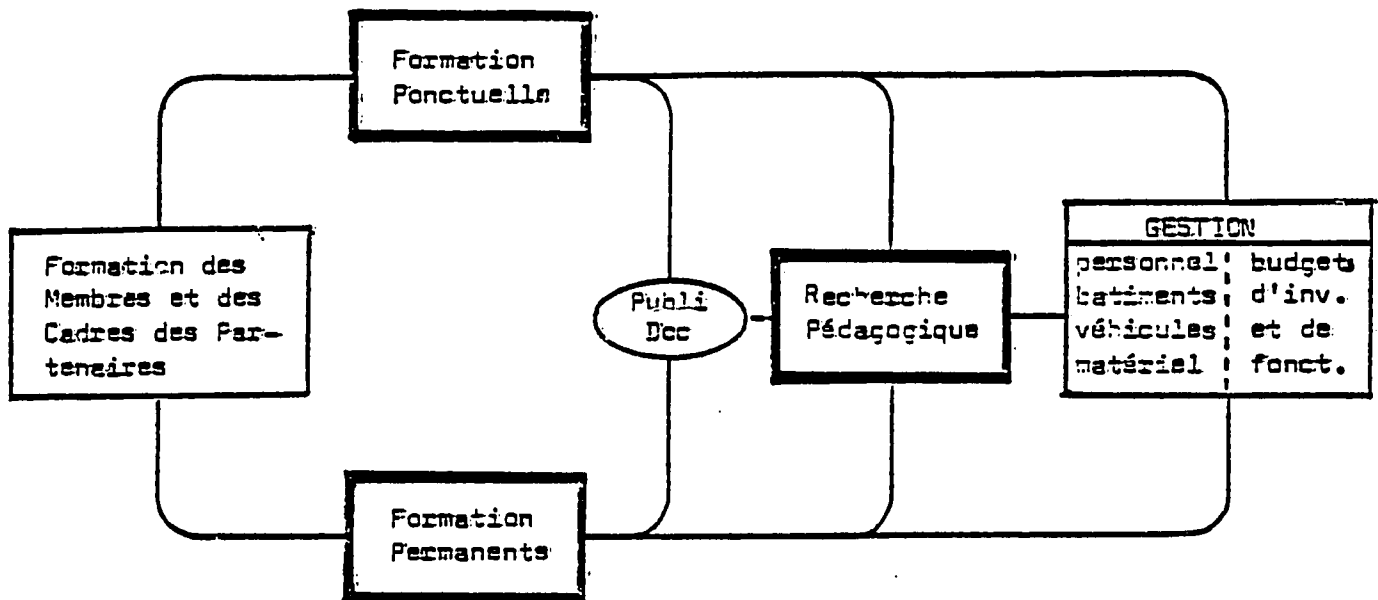 Formation
Ponctuelle
Formation des
Membres et des
Cadres des Par-
tenaires
Publi
Doc
Recherche
Pédagogique
GESTION
personnel
batiments
véhicules
matériel
budgets
d'inv.
et de
fonct.
Formation
Permanente